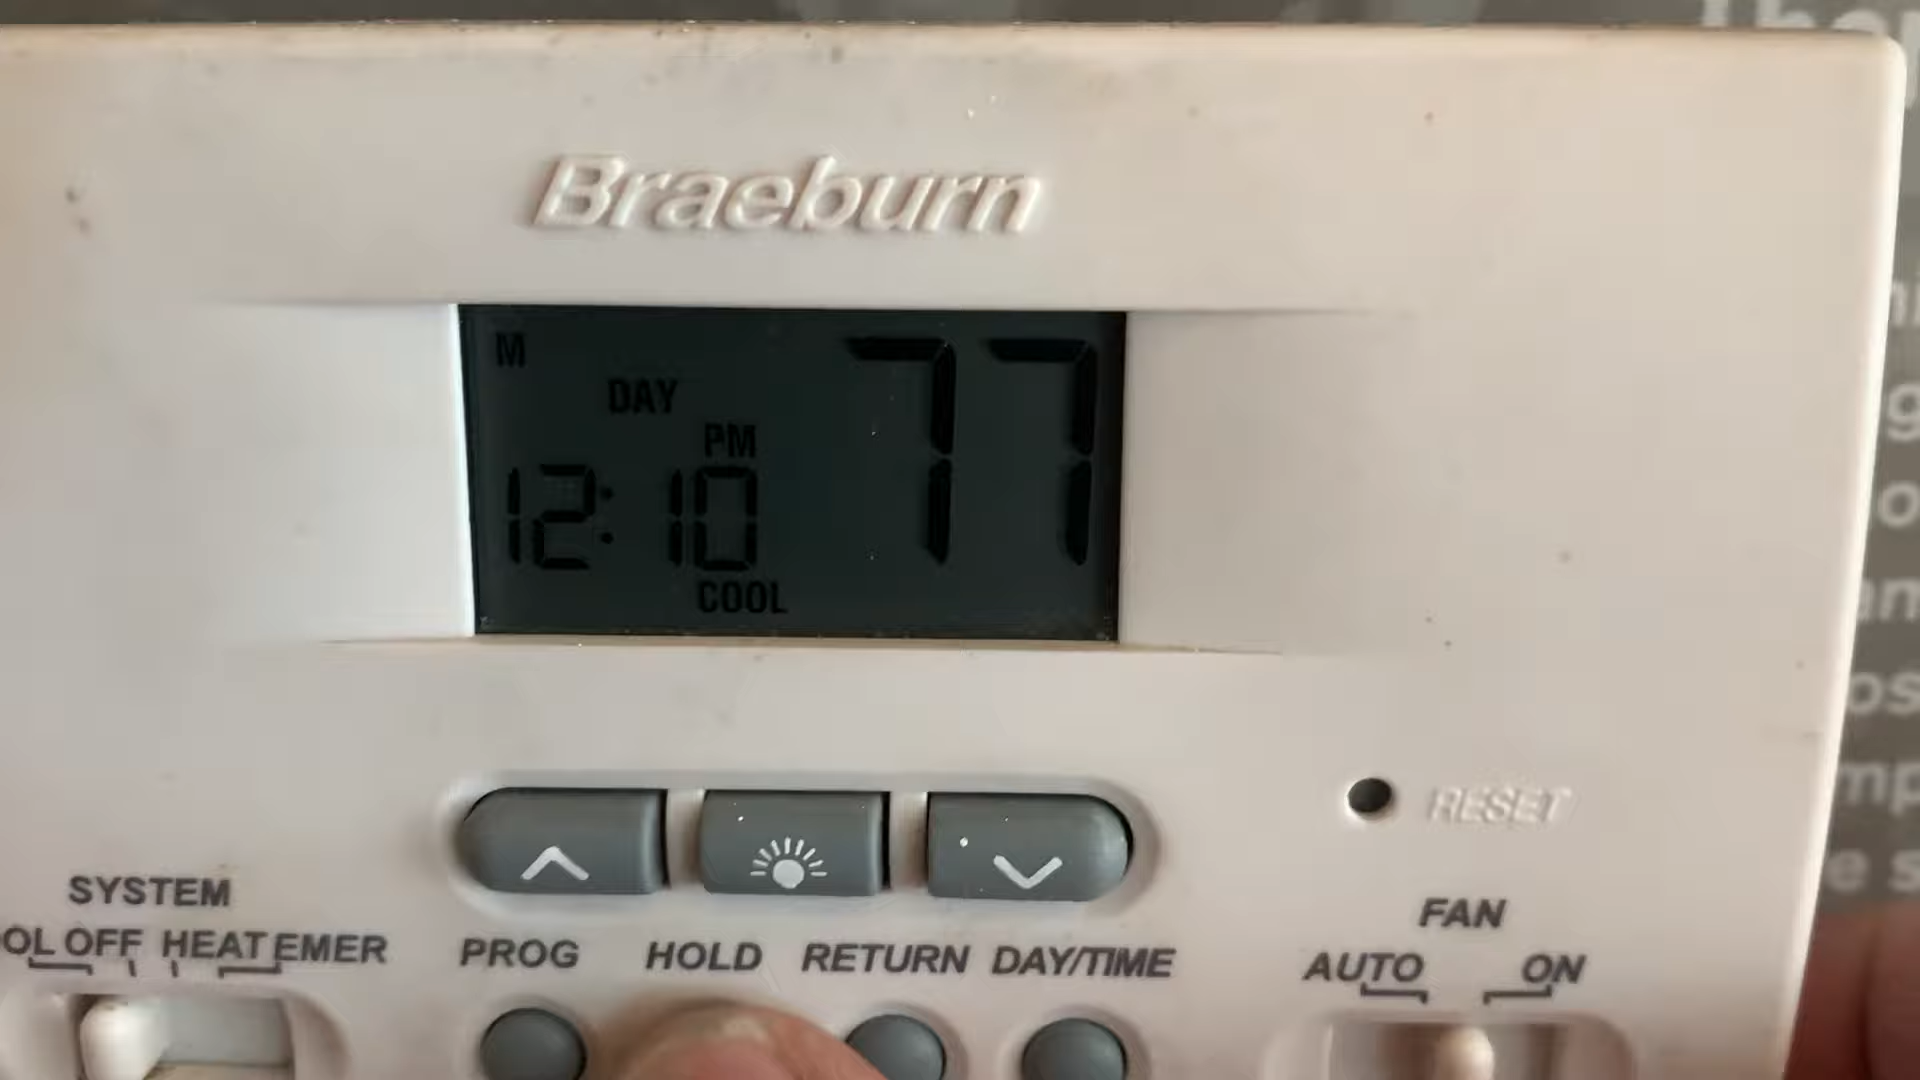 Braeburn
M
DAY
PM
77
12:10
COOL
RESET
SYSTEM
OL OFF HEAT EMER
PROG HOLD RETURN DAY/TIME
FAN
AUTO ON